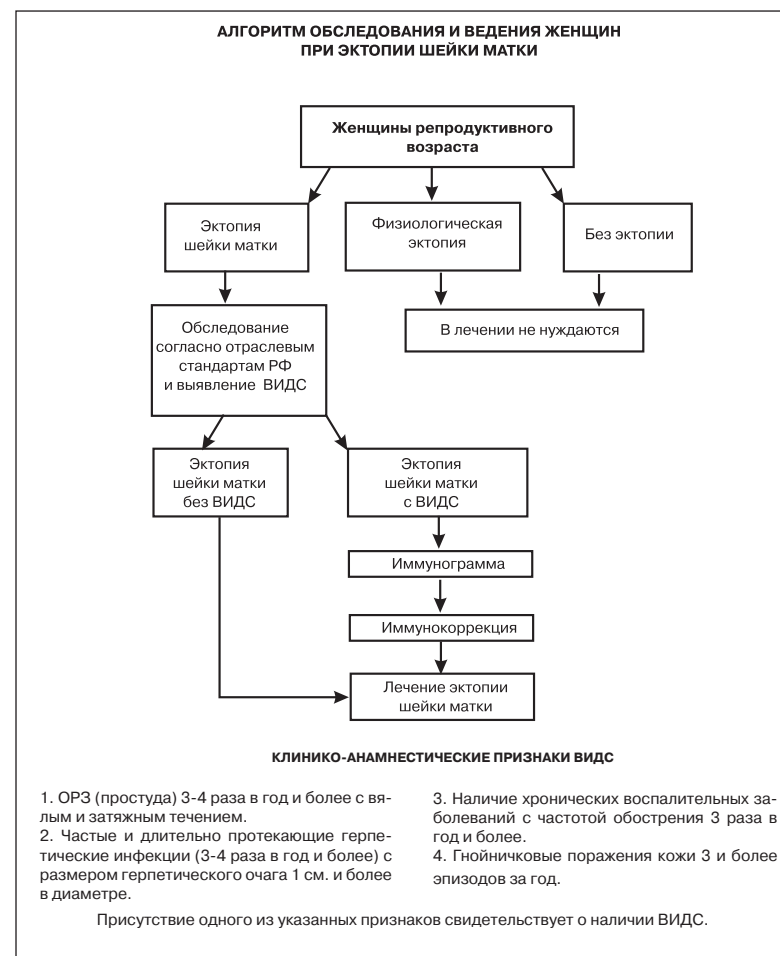 АЛГОРИТМ ОБСЛЕДОВАНИЯ И ВЕДЕНИЯ ЖЕНЩИН
ПРИ ЭКТОПИИ ШЕЙКИ МАТКИ
Женщины репродуктивного
возраста
Эктопия
шейки матки
Физиологическая
эктопия
Без эктопии
Обследование
согласно отраслевым
стандартам РФ
и выявление ВИДС
В лечении не нуждаются
Эктопия
шейки матки
без ВИДС
Эктопия
шейки матки
с ВИДС
Иммунограмма
Иммунокоррекция
Лечение эктопии
шейки матки
КЛИНИКО-АНАМНЕСТИЧЕСКИЕ ПРИЗНАКИ ВИДС
1. ОРЗ (простуда) 3-4 раза в год и более с вя-
лым и затяжным течением.
2. Частые и длительно протекающие герпе-
тические инфекции (3-4 раза в год и более) с
размером герпетического очага 1 см. и более
в диаметре.
3. Наличие хронических воспалительных за-
болеваний с частотой обострения 3 раза в
год и более.
4. Гнойничковые поражения кожи 3 и более
эпизодов за год.
Присутствие одного из указанных признаков свидетельствует о наличии ВИДС.